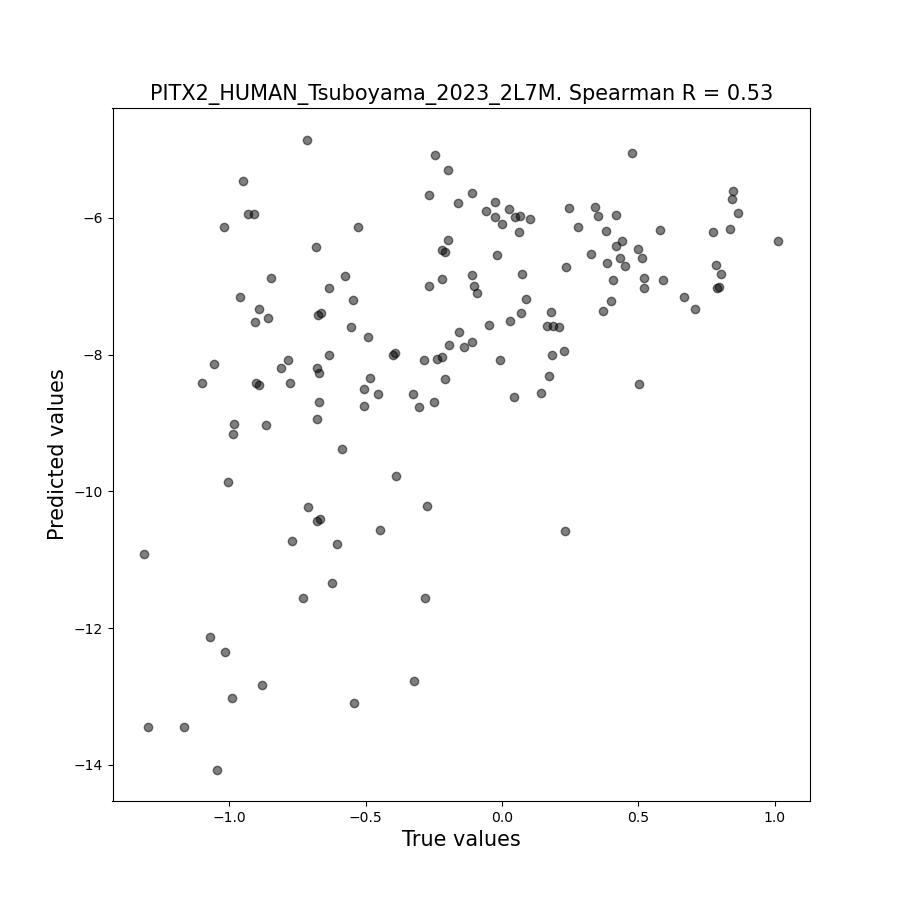 PITX2_HUMAN_Tsuboyama_2023_2L7M. Spearman R = 0.53
−6
−8
−10
−12
−14
Predicted values
−1.0 −0.5 0.0 0.5 1.0
True values